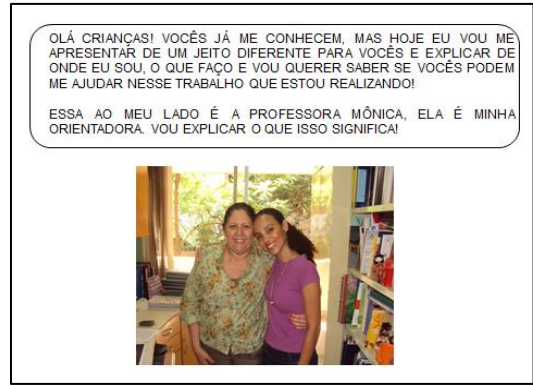 OLÁ CRIANÇAS! VOCÊS JÁ ME CONHECEM, MAS HOJE EU VOU ME
APRESENTAR DE UM JEITO DIFERENTE PARA VOCÊS E EXPLICAR DE
ONDE EU SOU, O QUE FAÇO E VOU QUERER SABER SE VOCÊS PODEM
ME AJUDAR NESSE TRABALHO QUE ESTOU REALIZANDO!
ESSA AO MEU LADO É A PROFESSORA MÔNICA, ELA É MINHA
ORIENTADORA. VOU EXPLICAR O QUE ISSO SIGNIFICA!